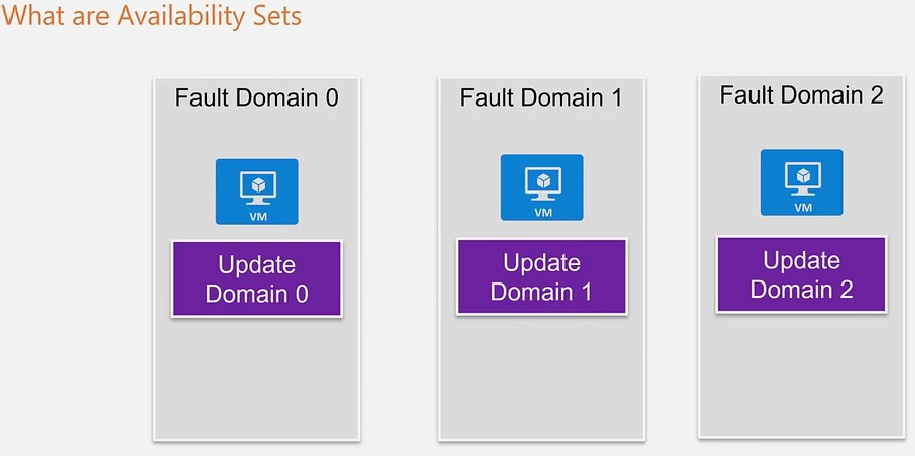 What are Availability Sets
Fault Domain 0
VM
Update
Domain 0
Fault Domain 1
VM
Update
Domain 1
Fault Domain 2
VM
Update
Domain 2